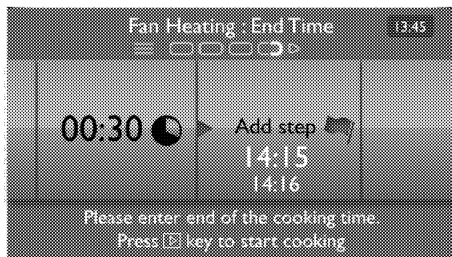 Fan Heating : End Time
13:45
00:30
Add step
14:15
14:16
Please enter end of the cooking time.
Press key to start cooking